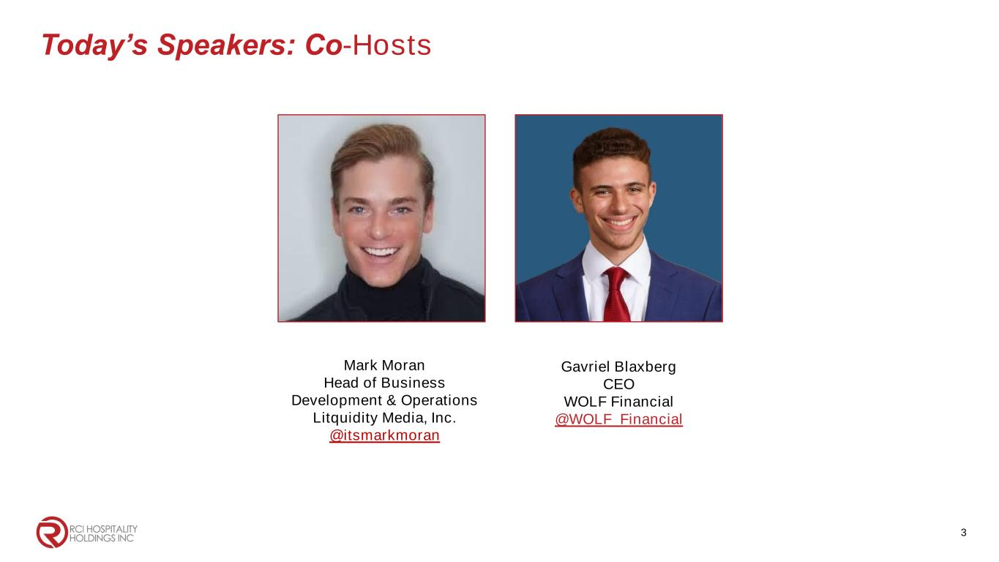 Today’s Speakers: Co-Hosts
Mark Moran
Head of Business
Development & Operations
Litquidity Media, Inc.
@itsmarkmoran
Gavriel Blaxberg
CEO
WOLF Financial
@WOLF_Financial
RCI HOSPITALITY
HOLDINGS INC
3